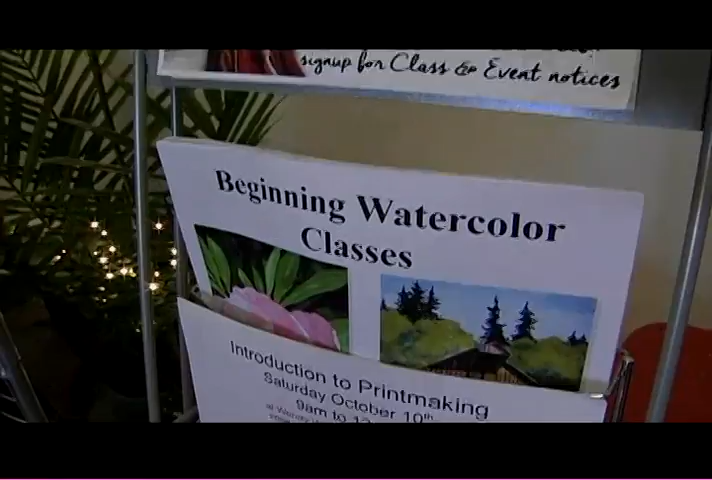 signup for Class & Event notices
Beginning Watercolor
Classes
Introduction to Printmaking
Saturday October 10th
9am to